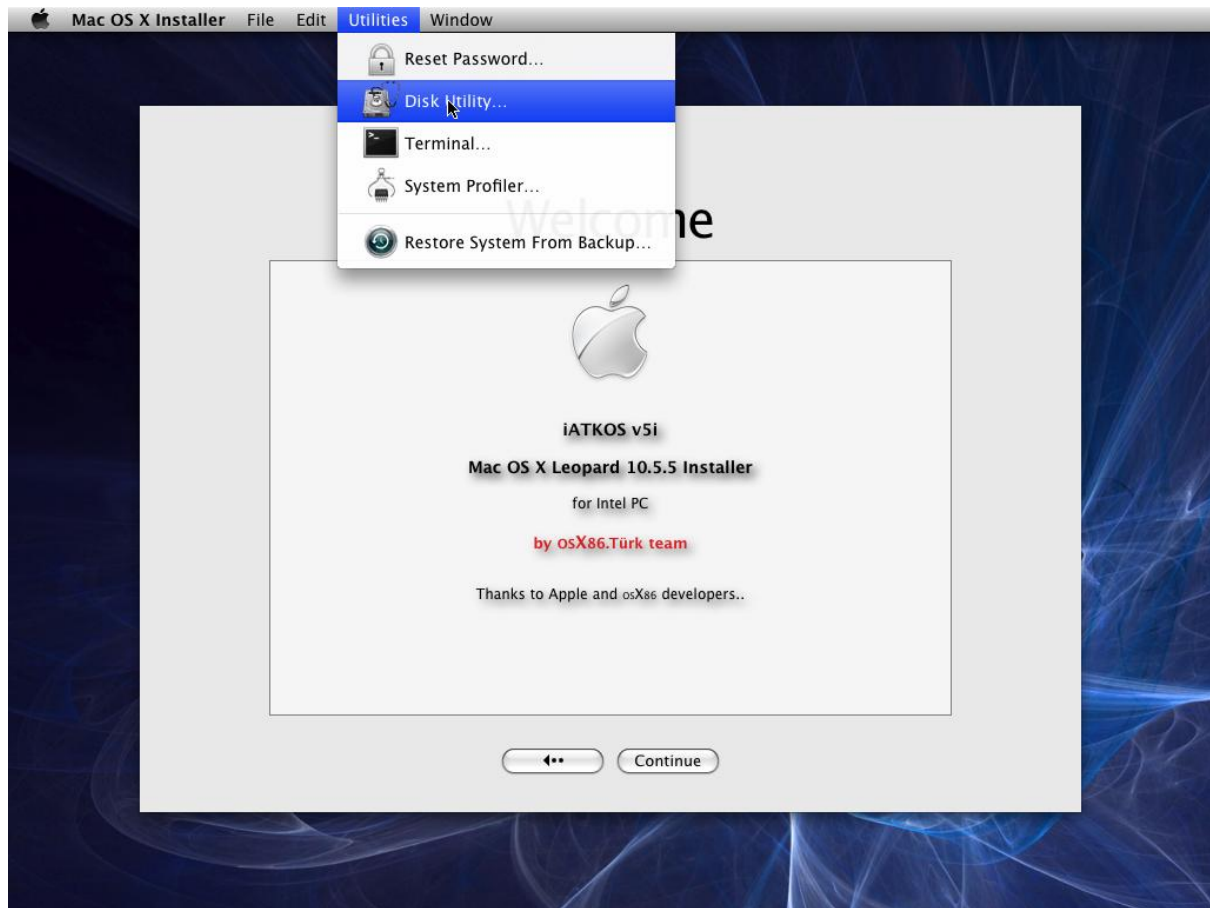 Mac OS X Installer File Edit Utilities Window
Reset Password...
Disk Utility...
Terminal...
System Profiler...
Restore System From Backup...
Welcome
iATKOS v5i
Mac OS X Leopard 10.5.5 Installer
for Intel PC
by osX86.Türk team
Thanks to Apple and osX86 developers..
Continue